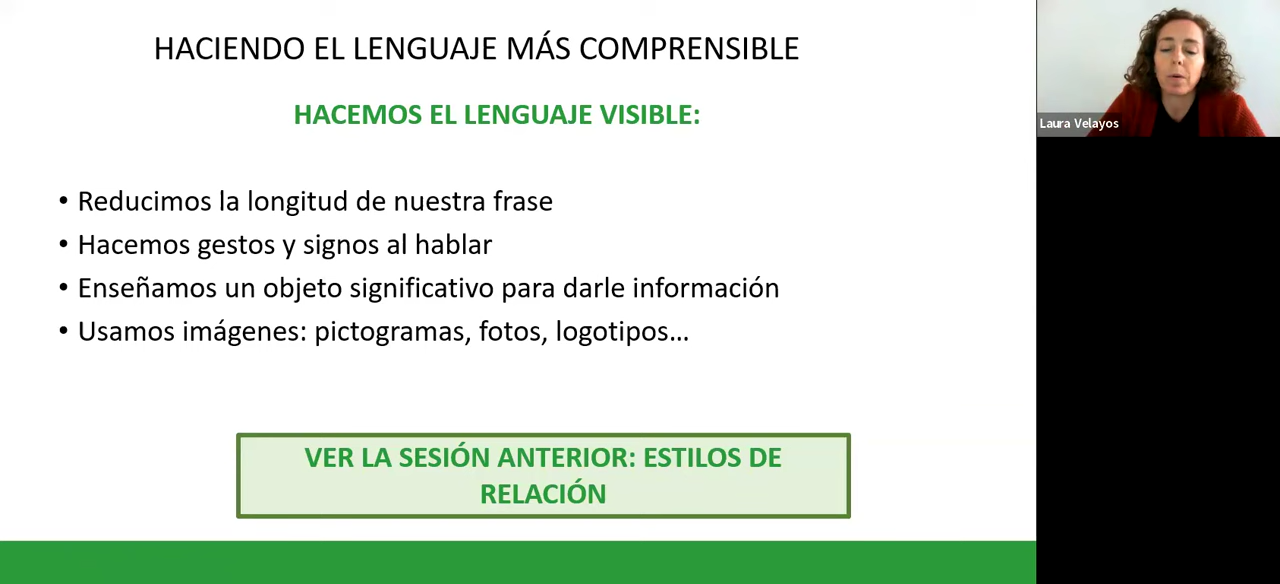 HACIENDO EL LENGUAJE MÁS COMPRENSIBLE
HACEMOS EL LENGUAJE VISIBLE:
• Reducimos la longitud de nuestra frase
• Hacemos gestos y signos al hablar
• Enseñamos un objeto significativo para darle información
• Usamos imágenes: pictogramas, fotos, logotipos...
VER LA SESIÓN ANTERIOR: ESTILOS DE
RELACIÓN
Laura Velayos